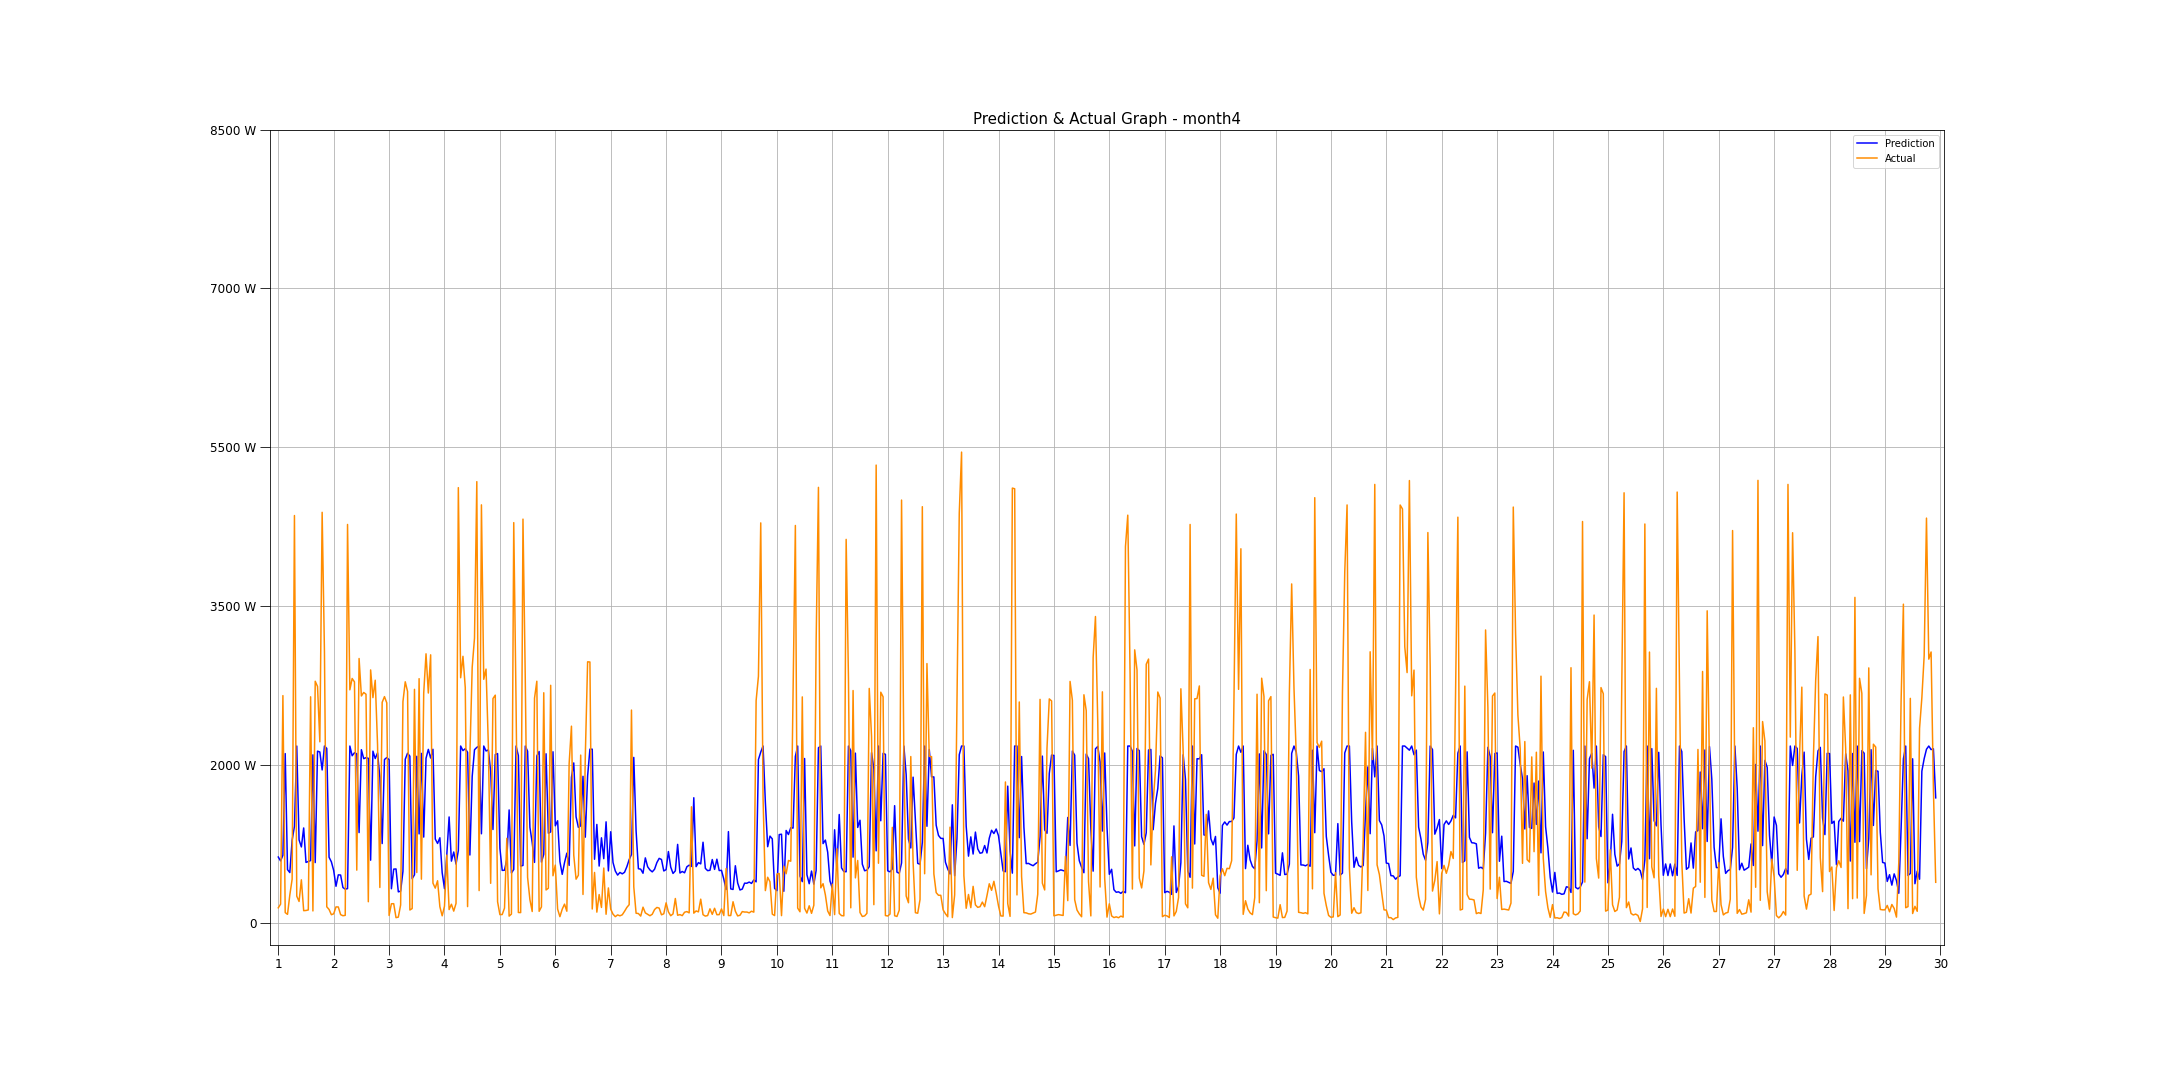 Prediction & Actual Graph - month4
Prediction
Actual
8500 W
7000 W
5500 W
3500 W
2000 W
0
1 2 3 4 5 6 7 8 9 10 11 12 13 14 15 16 17 18 19 20 21 22 23 24 25 26 27 27 28 29 30